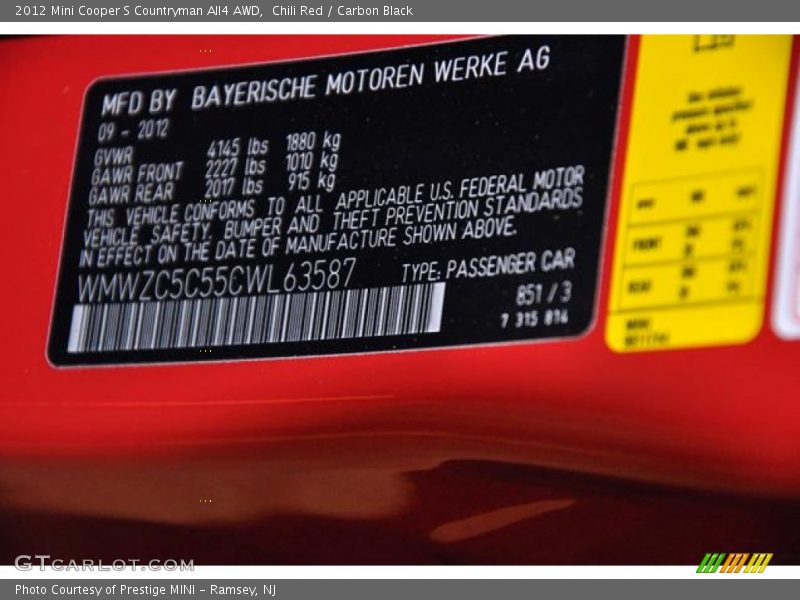 2012 Mini Cooper S Countryman All4 AWD,  Chili Red / Carbon Black
MFD BY BAYERISCHE MOTOREN WERKE AG
09 - 2012
GVWR 4145 lbs 1880 kg
GAWR FRONT 2227 lbs 1010 kg
GAWR REAR 2017 lbs 915 kg
THIS VEHICLE CONFORMS TO ALL APPLICABLE U.S. FEDERAL MOTOR
VEHICLE SAFETY, BUMPER AND THEFT PREVENTION STANDARDS
IN EFFECT ON THE DATE OF MANUFACTURE SHOWN ABOVE.
WMWZC5C55CWL63587 TYPE: PASSENGER CAR
851 / 3
7 315 814
FRONT
REAR
GTCARLOT.COM
Photo Courtesy of Prestige MINI - Ramsey, NJ